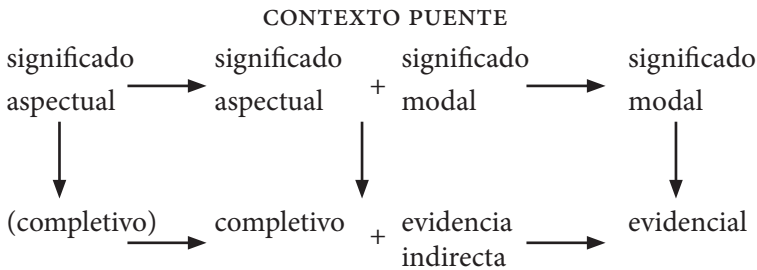 CONTEXTO PUENTE
significado significado significado significado
aspectual aspectual + modal modal
(completivo) completivo + evidencia evidencial
indirecta